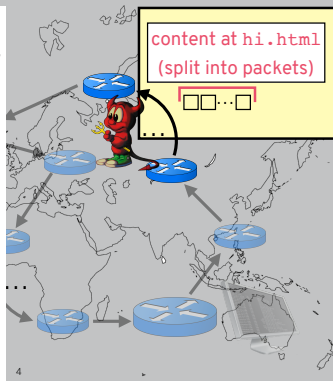 content at hi.html
(split into packets)
□□...□
...
...
4